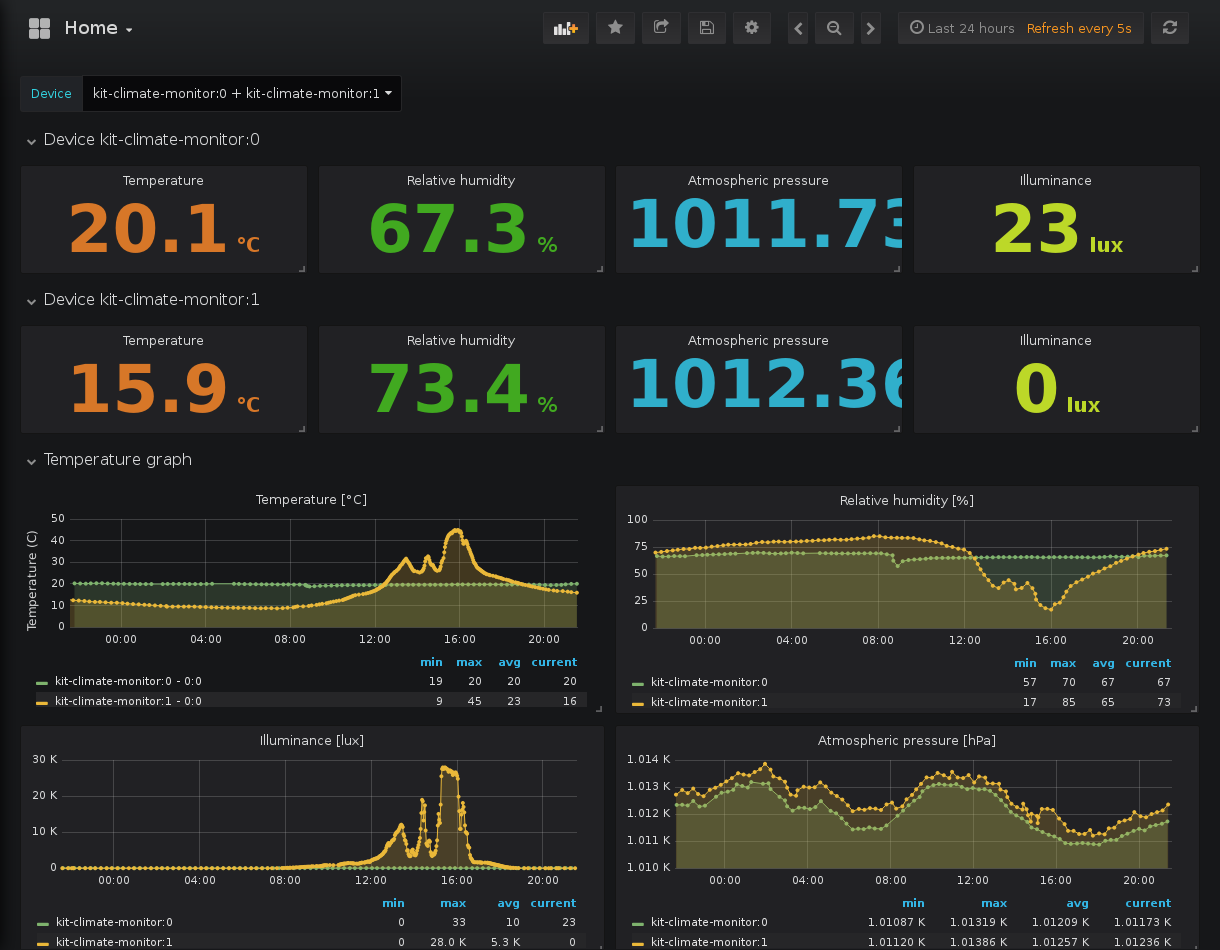 Home
Last 24 hours Refresh every 5s
Device kit-climate-monitor:0 + kit-climate-monitor:1
Device kit-climate-monitor:0
Temperature Relative humidity Atmospheric pressure Illuminance
20.1 °C 67.3 % 1011.73 23 lux
Device kit-climate-monitor:1
Temperature Relative humidity Atmospheric pressure Illuminance
15.9 °C 73.4 % 1012.36 0 lux
Temperature graph
Temperature [°C]
Temperature (C)
50
40
30
20
10
0
00:00 04:00 08:00 12:00 16:00 20:00
min max avg current
kit-climate-monitor:0 - 0:0 19 20 20 20
kit-climate-monitor:1 - 0:0 9 45 23 16
Relative humidity [%]
100
75
50
25
0
00:00 04:00 08:00 12:00 16:00 20:00
min max avg current
kit-climate-monitor:0 57 70 67 67
kit-climate-monitor:1 17 85 65 73
Illuminance [lux]
30 K
20 K
10 K
0
00:00 04:00 08:00 12:00 16:00 20:00
min max avg current
kit-climate-monitor:0 0 33 10 23
kit-climate-monitor:1 0 28.0 K 5.3 K 0
Atmospheric pressure [hPa]
1.014 K
1.013 K
1.012 K
1.011 K
1.010 K
00:00 04:00 08:00 12:00 16:00 20:00
min max avg current
kit-climate-monitor:0 1.01087 K 1.01319 K 1.01209 K 1.01173 K
kit-climate-monitor:1 1.01120 K 1.01386 K 1.01257 K 1.01236 K